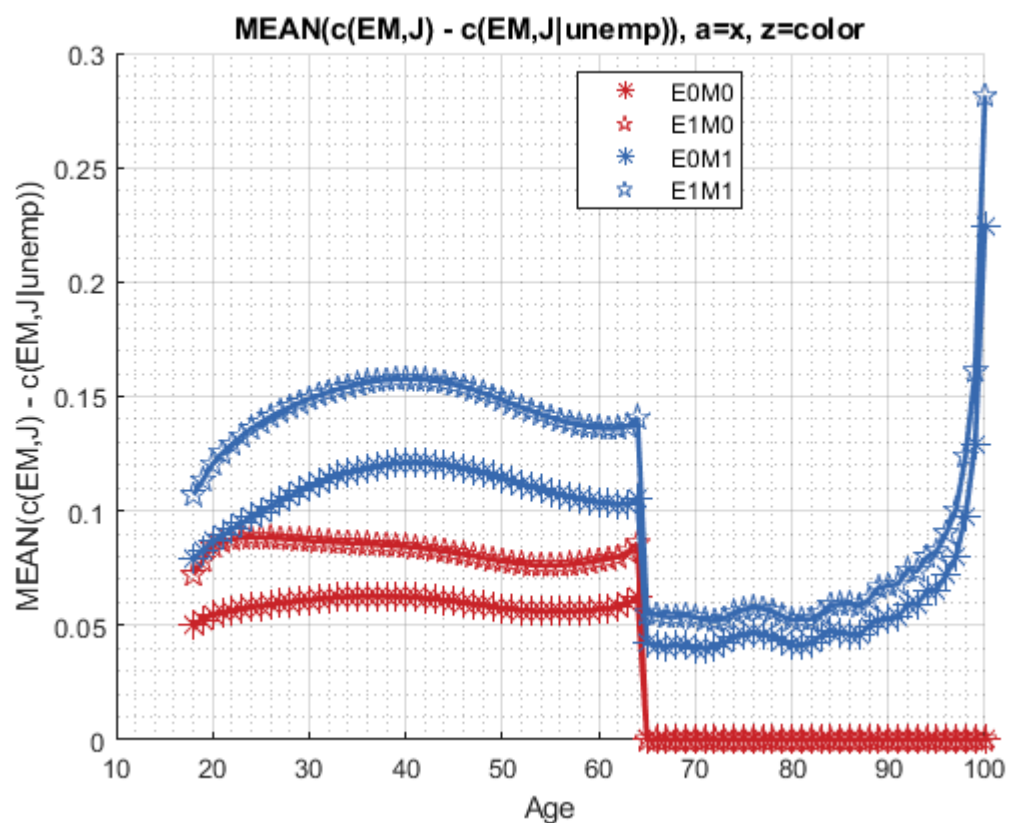 MEAN(c(EM,J) - c(EM,J|unemp)), a=x, z=color
MEAN(c(EM,J) - c(EM,J|unemp))
0.3
0.25
0.2
0.15
0.1
0.05
0
E0M0
E1M0
E0M1
E1M1
10 20 30 40 50 60 70 80 90 100
Age